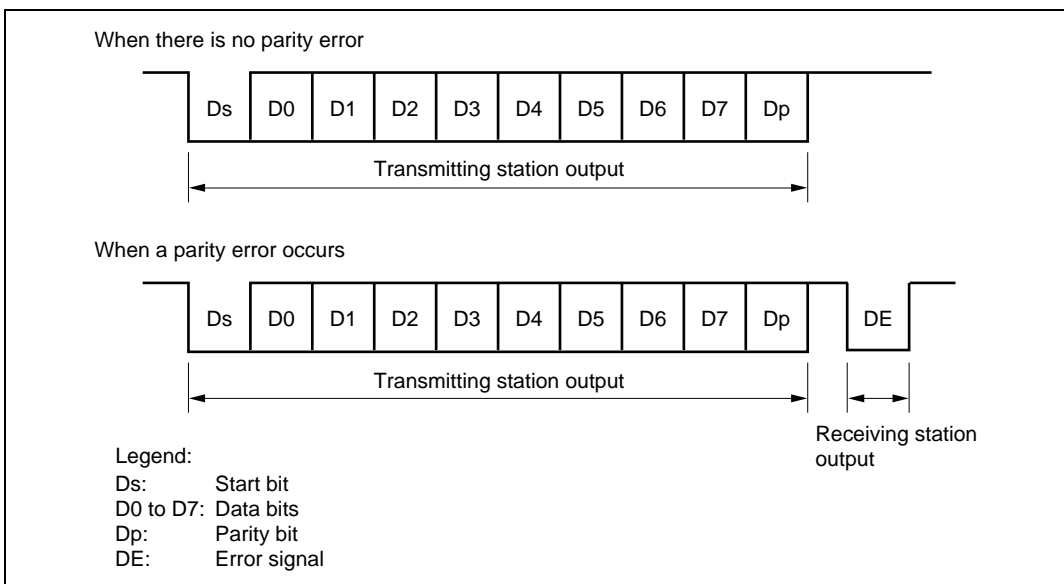 When there is no parity error
Ds D0 D1 D2 D3 D4 D5 D6 D7 Dp
Transmitting station output
When a parity error occurs
Ds D0 D1 D2 D3 D4 D5 D6 D7 Dp DE
Transmitting station output
Receiving station
output
Legend:
Ds: Start bit
D0 to D7: Data bits
Dp: Parity bit
DE: Error signal